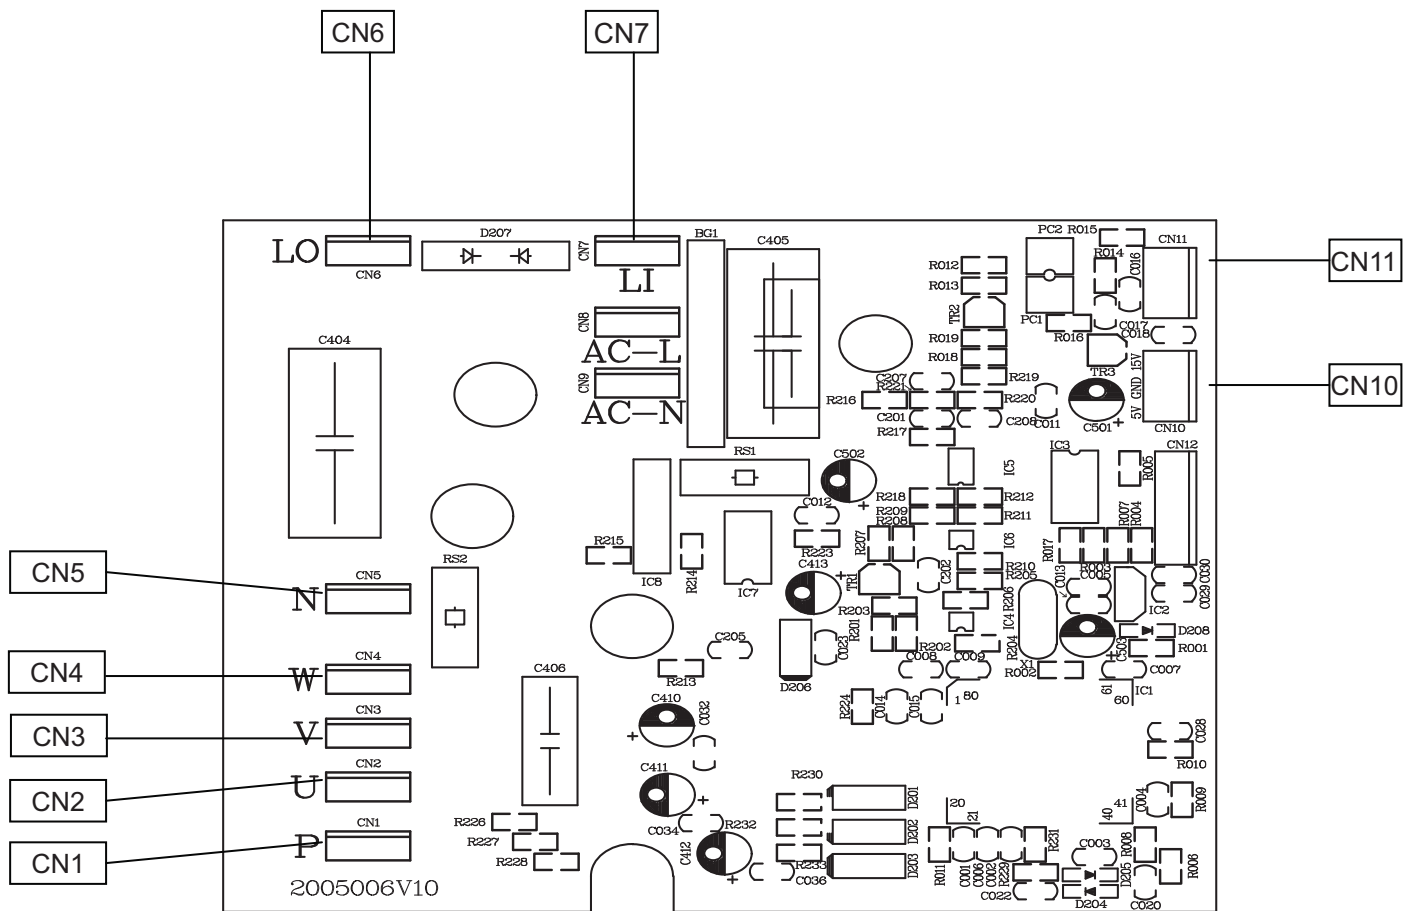 CN6
CN7
LO
CN6
D207
CN7
LI
BG1
C405
R012
R013
TR2
PC2
R015
R014
C016
CN11
CN11
PC1
R016
C017
C018
CN8
AC-L
CN9
AC-N
C404
R019
R018
R219
C207
R221
R216
R220
C201
C208
R217
C011
TR3
C501
5V GND 15V
CN10
CN10
RS1
C502
IC5
IC3
CN12
R005
R218
R212
R209
R211
R208
C012
R223
R207
IC6
R017
R003
R007
R004
R215
IC8
R214
IC7
C413
TR1
C202
R210
R205
C013
C005
C030
C029
RS2
CN5
CN5
N
R203
R206
IC2
R201
IC4
D208
C205
C023
R202
R204
C503
R001
CN4
CN4
W
C406
R213
D206
C008
C009
X1
R002
C007
IC1
61
60
1
80
CN3
CN3
V
C410
C032
R224
C014
C015
C028
R010
CN2
CN2
U
C411
R230
D201
20
21
41
40
C004
R009
CN1
CN1
P
R226
R227
R228
C034
R232
C412
D202
R233
C036
D203
R011
C001
C006
C002
R229
R231
C022
C003
R008
D205
D204
C020
R006
2005006V10